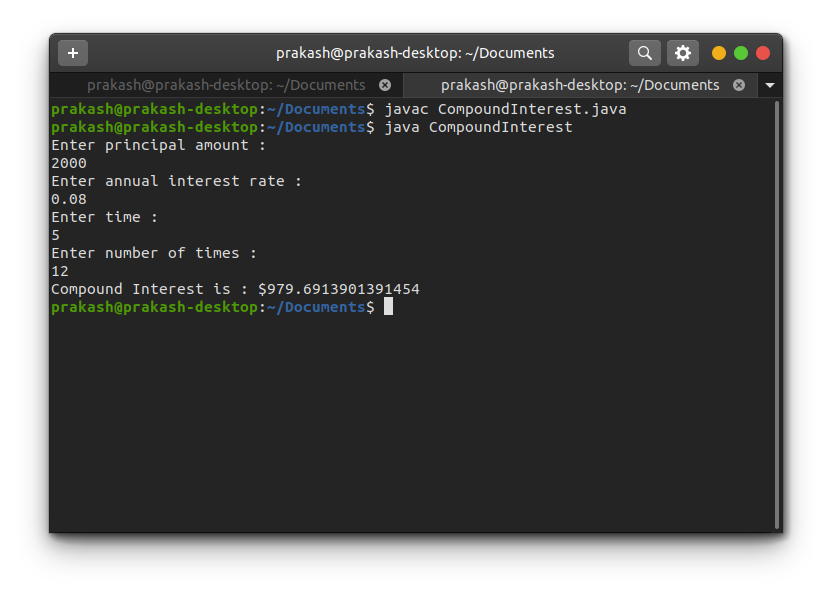 prakash@prakash-desktop: ~/Documents
prakash@prakash-desktop: ~/Documents
prakash@prakash-desktop: ~/Documents
prakash@prakash-desktop:~/Documents$ javac CompoundInterest.java
prakash@prakash-desktop:~/Documents$ java CompoundInterest
Enter principal amount :
2000
Enter annual interest rate :
0.08
Enter time :
5
Enter number of times :
12
Compound Interest is : $979.6913901391454
prakash@prakash-desktop:~/Documents$